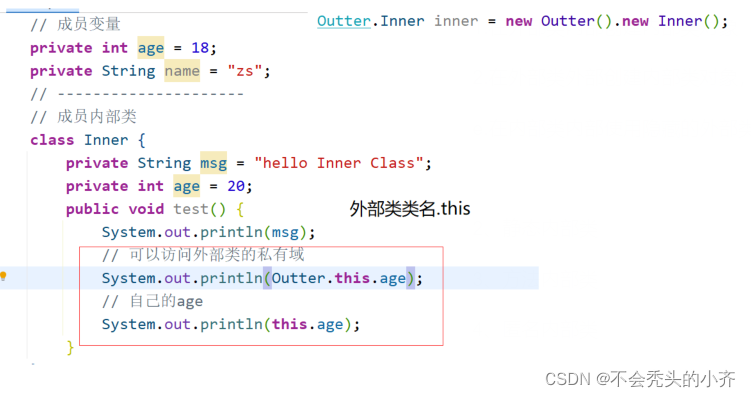 // 成员变量
Outter.Inner inner = new Outter().new Inner();
private int age = 18;
private String name = "zs";
// ---------------------
// 成员内部类
class Inner {
private String msg = "hello Inner Class";
private int age = 20;
public void test() {
外部类类名.this
System.out.println(msg);
// 可以访问外部类的私有域
System.out.println(Outter.this.age);
// 自己的age
System.out.println(this.age);
}
CSDN @不会秃头的小齐